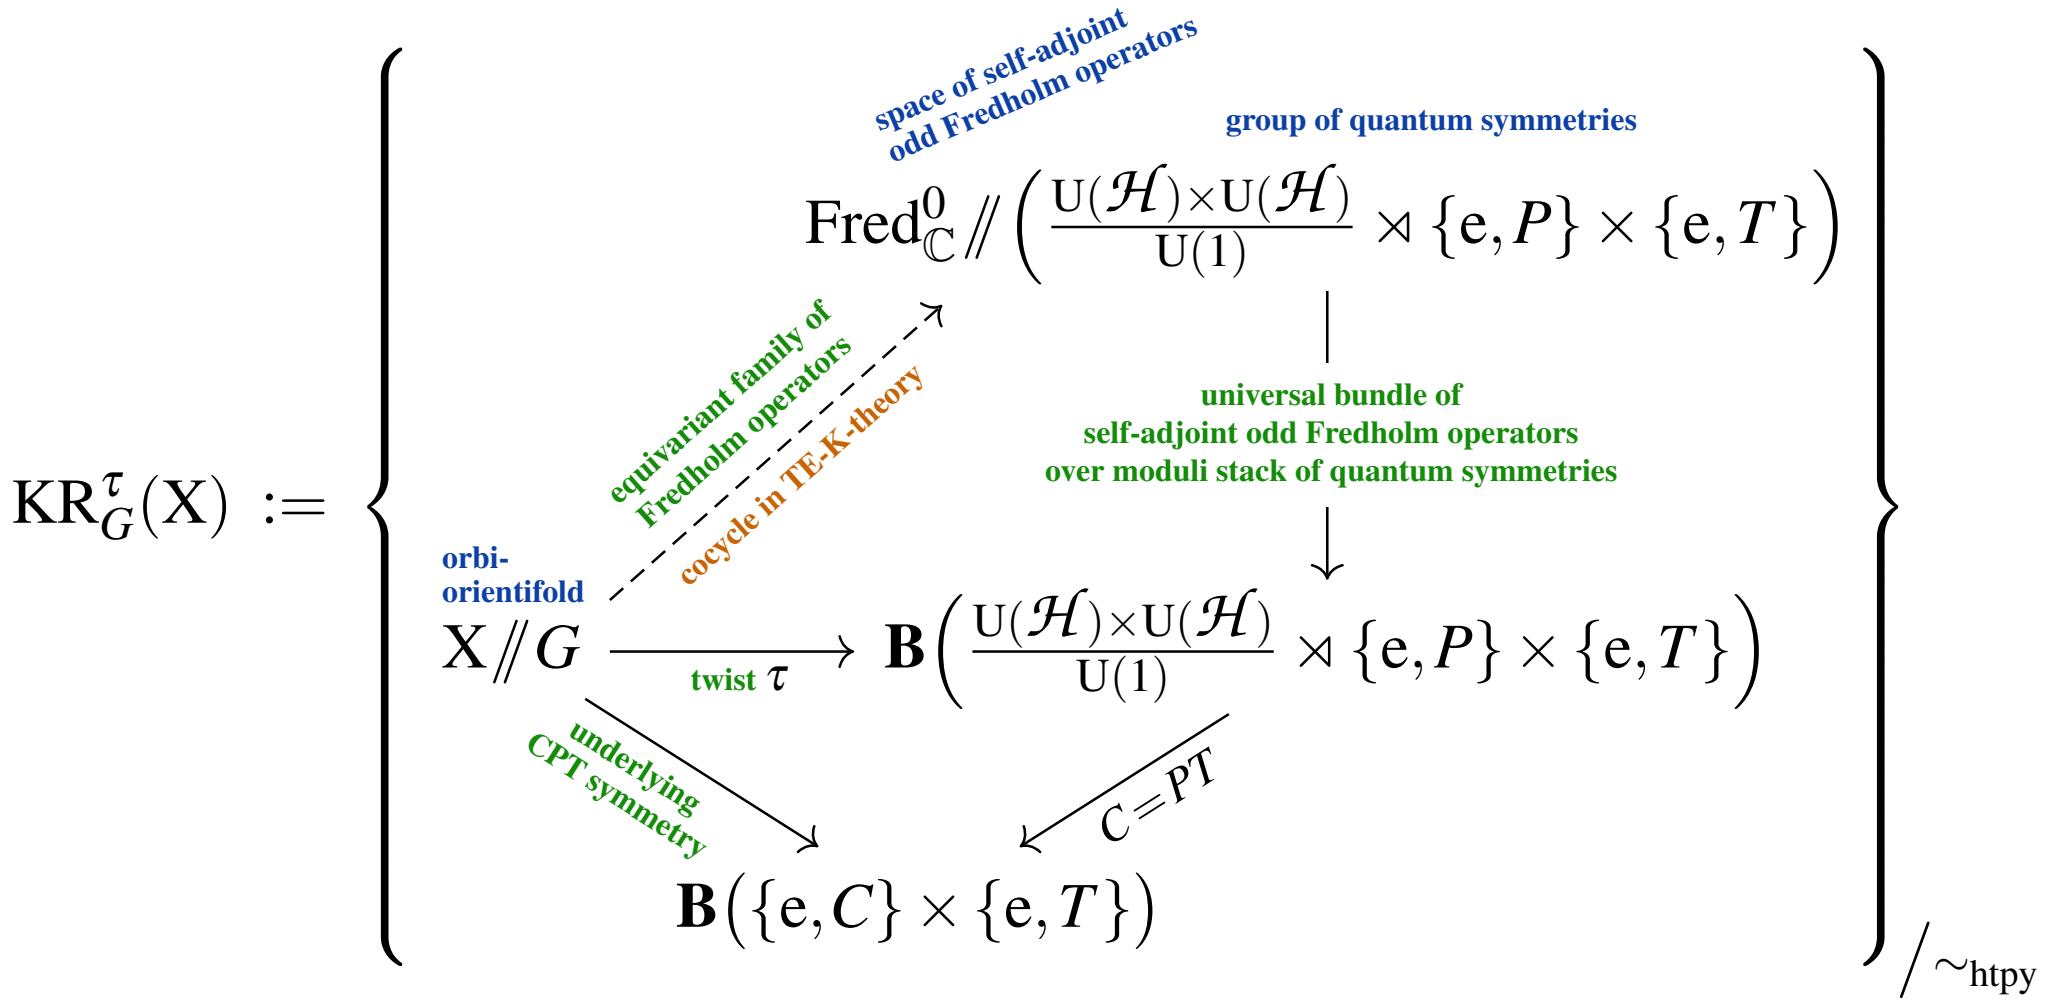 space of self-adjoint
odd Fredholm operators
group of quantum symmetries
Fred⁰_ℂ ⫽ ( U(ℋ)×U(ℋ) / U(1) ⋊ {e, P} × {e, T} )
equivariant family of
Fredholm operators
cocycle in TE-K-theory
universal bundle of
self-adjoint odd Fredholm operators
over moduli stack of quantum symmetries
KR^τ_G(X) :=
orbi-
orientifold
X⫽G
twist τ
B( U(ℋ)×U(ℋ) / U(1) ⋊ {e, P} × {e, T} )
underlying
CPT symmetry
C=PT
B({e, C} × {e, T})
/∼htpy